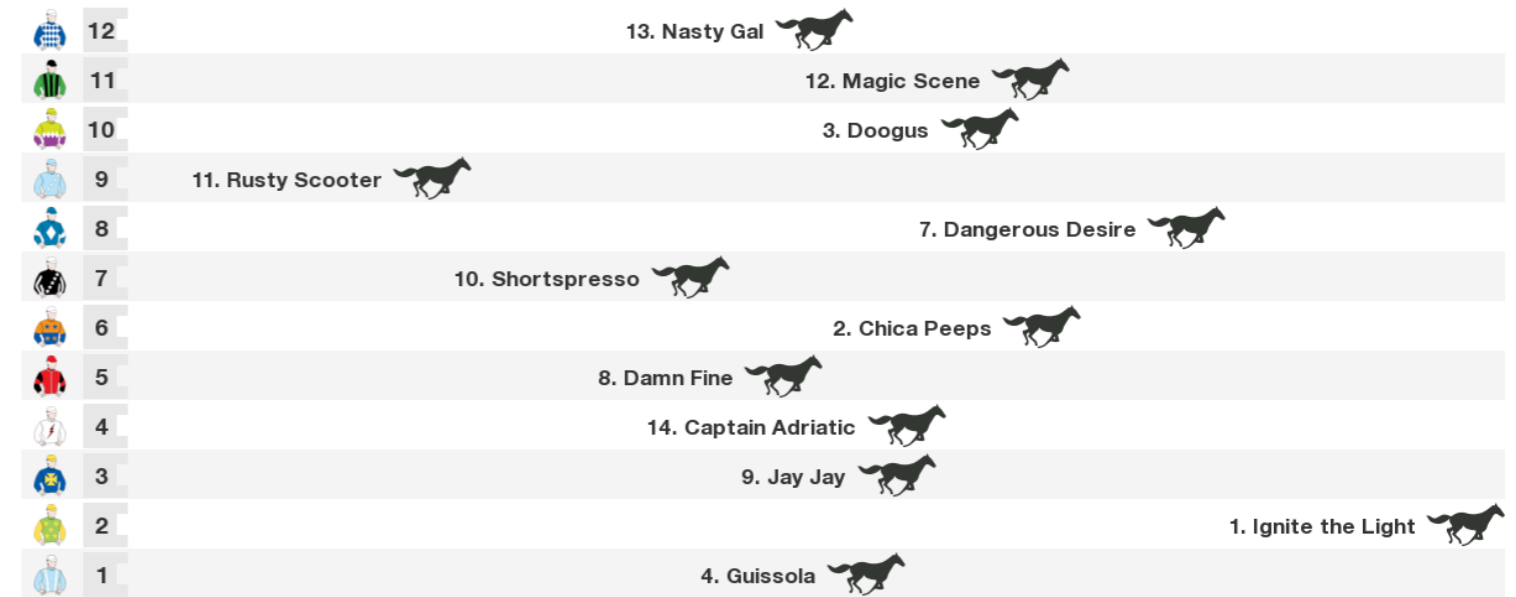 12 13. Nasty Gal
11 12. Magic Scene
10 3. Doogus
9 11. Rusty Scooter
8 7. Dangerous Desire
7 10. Shortspresso
6 2. Chica Peeps
5 8. Damn Fine
4 14. Captain Adriatic
3 9. Jay Jay
2 1. Ignite the Light
1 4. Guissola